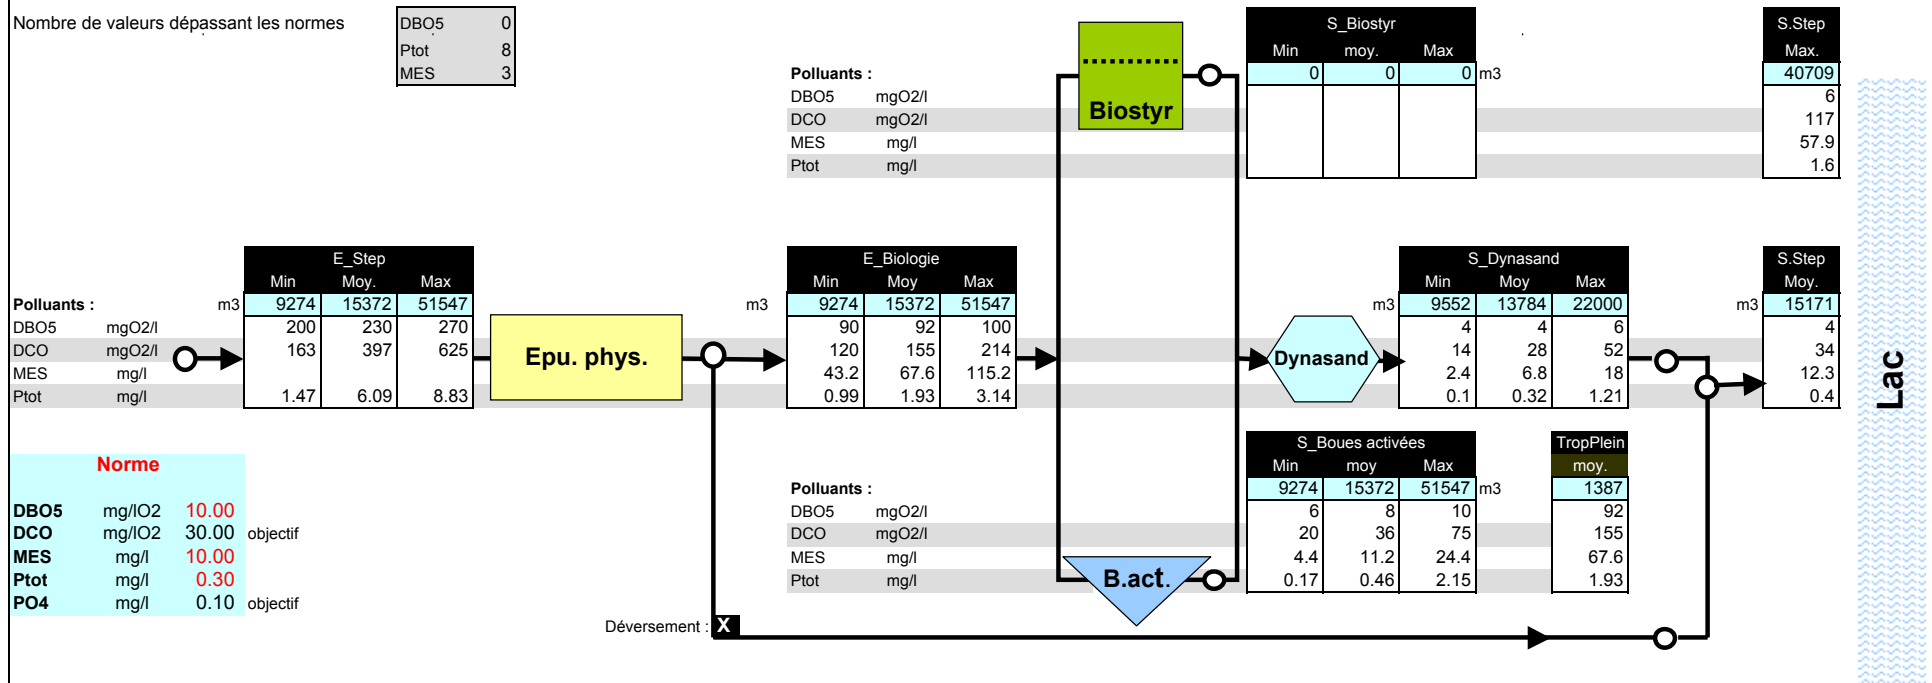 Nombre de valeurs dépassant les normes
DBO5 0
Ptot 8
MES 3
Polluants :
DBO5 mgO2/l
DCO mgO2/l
MES mg/l
Ptot mg/l
Biostyr
S_Biostyr
Min moy. Max
0 0 0 m3
S.Step
Max.
40709
6
117
57.9
1.6
Polluants : m3
DBO5 mgO2/l
DCO mgO2/l
MES mg/l
Ptot mg/l
E_Step
Min Moy. Max
9274 15372 51547
200 230 270
163 397 625
1.47 6.09 8.83
Epu. phys.
m3
E_Biologie
Min Moy Max
9274 15372 51547
90 92 100
120 155 214
43.2 67.6 115.2
0.99 1.93 3.14
Dynasand
m3
S_Dynasand
Min Moy Max
9552 13784 22000
4 4 6
14 28 52
2.4 6.8 18
0.1 0.32 1.21
m3
S.Step
Moy.
15171
4
34
12.3
0.4
Lac
Norme
DBO5 mg/lO2 10.00
DCO mg/lO2 30.00 objectif
MES mg/l 10.00
Ptot mg/l 0.30
PO4 mg/l 0.10 objectif
Polluants :
DBO5 mgO2/l
DCO mgO2/l
MES mg/l
Ptot mg/l
B.act.
S_Boues activées
Min moy Max
9274 15372 51547 m3
6 8 10
20 36 75
4.4 11.2 24.4
0.17 0.46 2.15
TropPlein
moy.
1387
92
155
67.6
1.93
Déversement : X